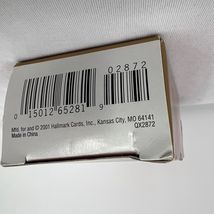 02872
0 15012 65281 9
Mfd. for and © 2001 Hallmark Cards, Inc., Kansas City, MO 64141
Made in China QX2872